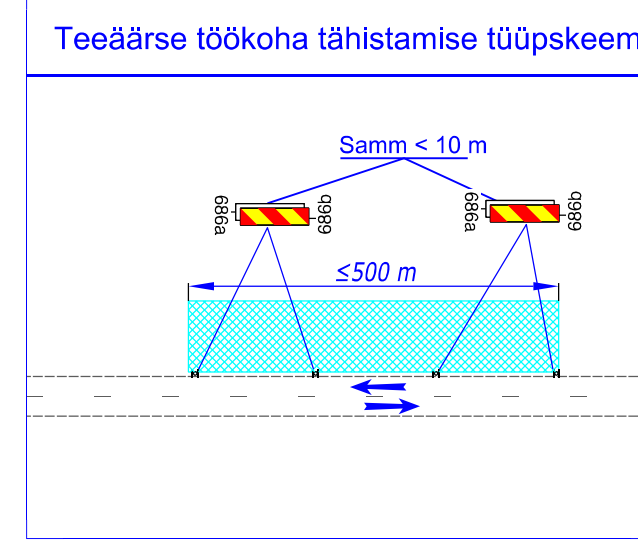 Teeäärse töökoha tähistamise tüüpskeem
Samm < 10 m
686a
686b
686a
686b
≤500 m